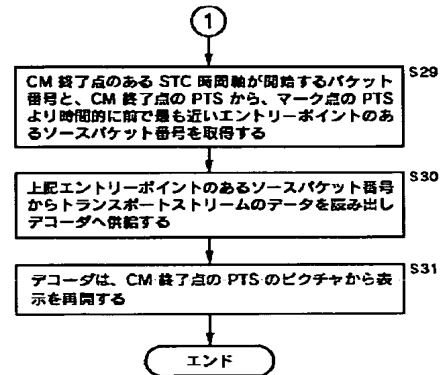 1
S29
CM 終了点のある STC 時間軸が開始するパケット
番号と、CM 終了点の PTS から、マーク点の PTS
より時間的に前で最も近いエントリーポイントのあ
るソースパケット番号を取得する
S30
上記エントリーポイントのあるソースパケット番号
からトランスポートストリームのデータを読み出し
デコーダへ供給する
S31
デコーダは、CM 終了点の PTS のピクチャから表
示を再開する
エンド